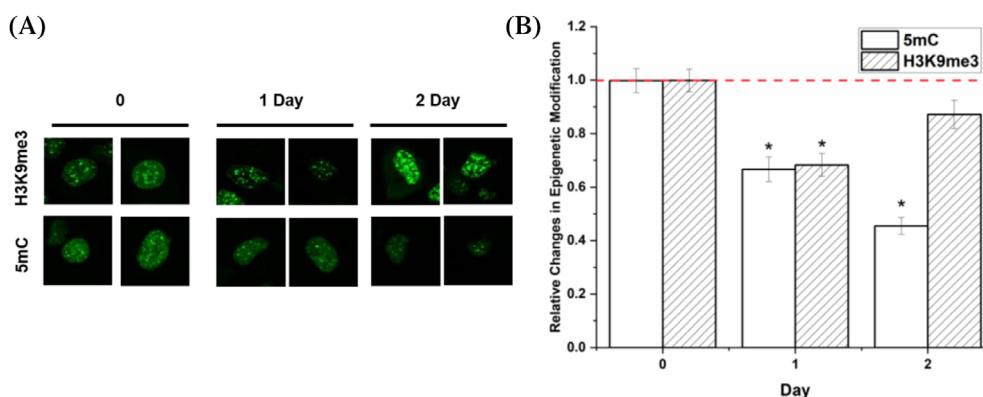 (A)
0
1 Day
2 Day
H3K9me3
5mC
(B)
1.2
1.0
0.8
0.6
0.4
0.2
0.0
Relative Changes in Epigenetic Modification
5mC
H3K9me3
*
*
*
0
1
2
Day